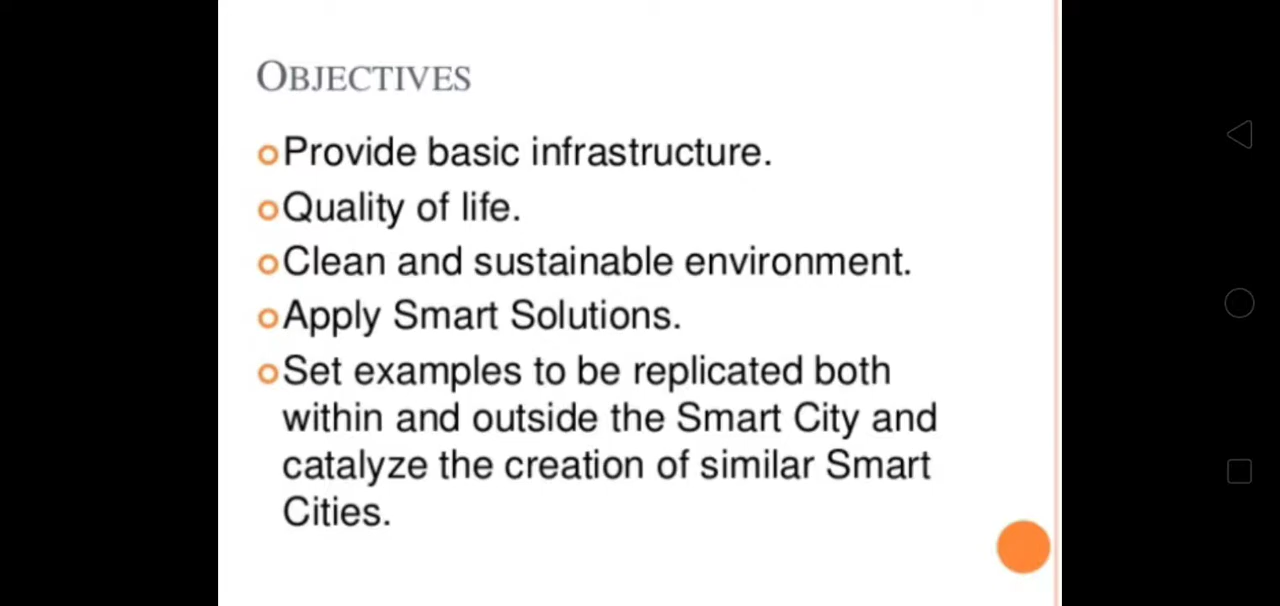 OBJECTIVES
Provide basic infrastructure.
Quality of life.
Clean and sustainable environment.
Apply Smart Solutions.
Set examples to be replicated both
within and outside the Smart City and
catalyze the creation of similar Smart
Cities.